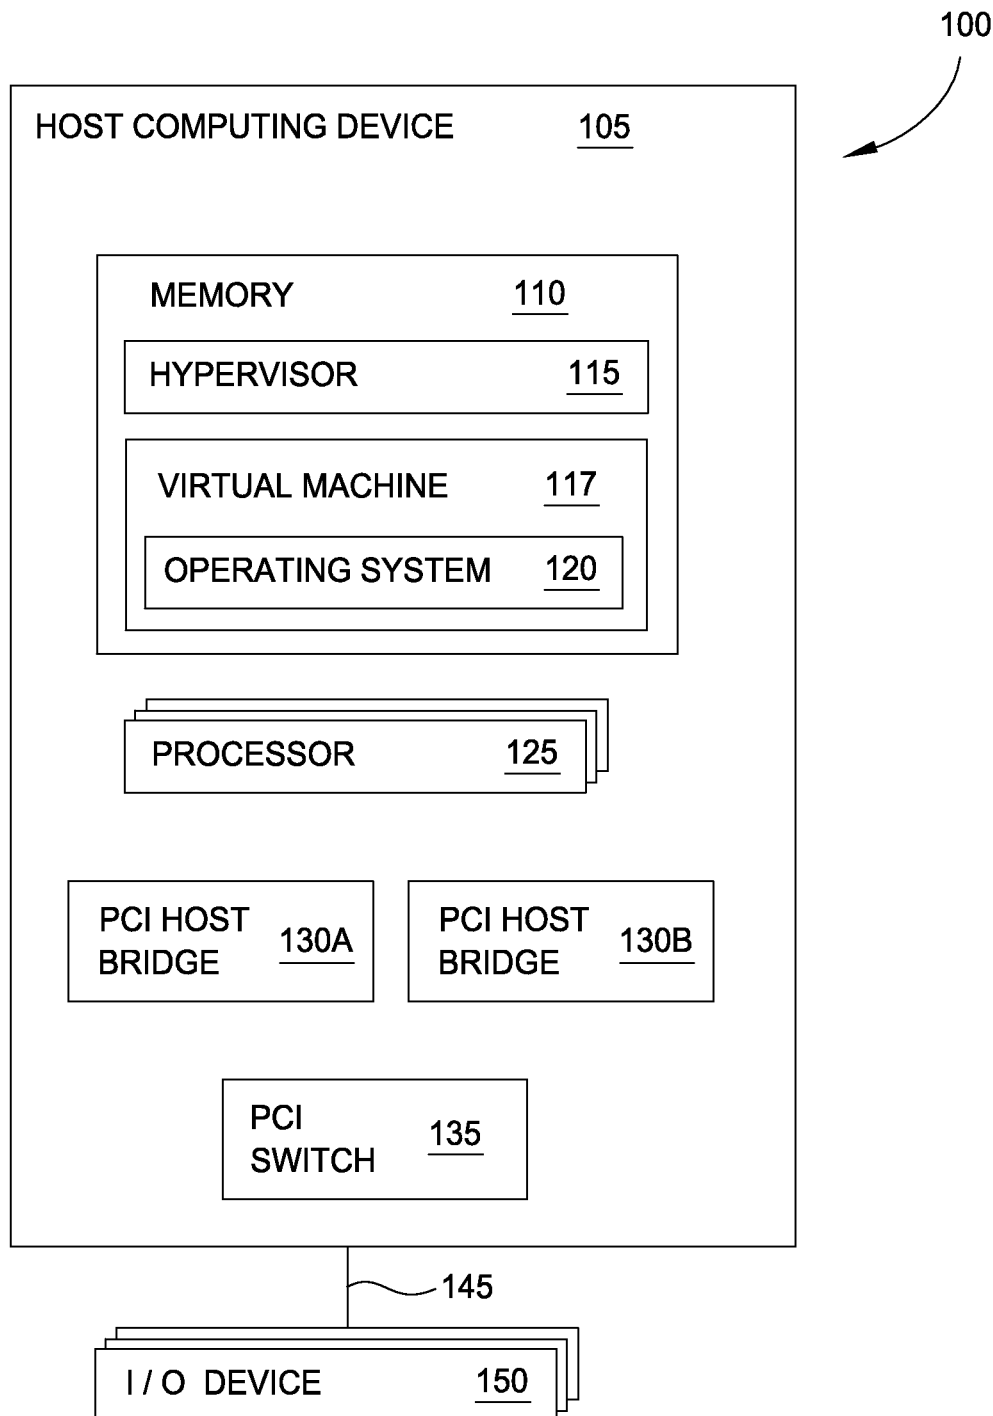 100
HOST COMPUTING DEVICE 105
MEMORY 110
HYPERVISOR 115
VIRTUAL MACHINE 117
OPERATING SYSTEM 120
PROCESSOR 125
PCI HOST BRIDGE 130A
PCI HOST BRIDGE 130B
PCI SWITCH 135
145
I / O DEVICE 150